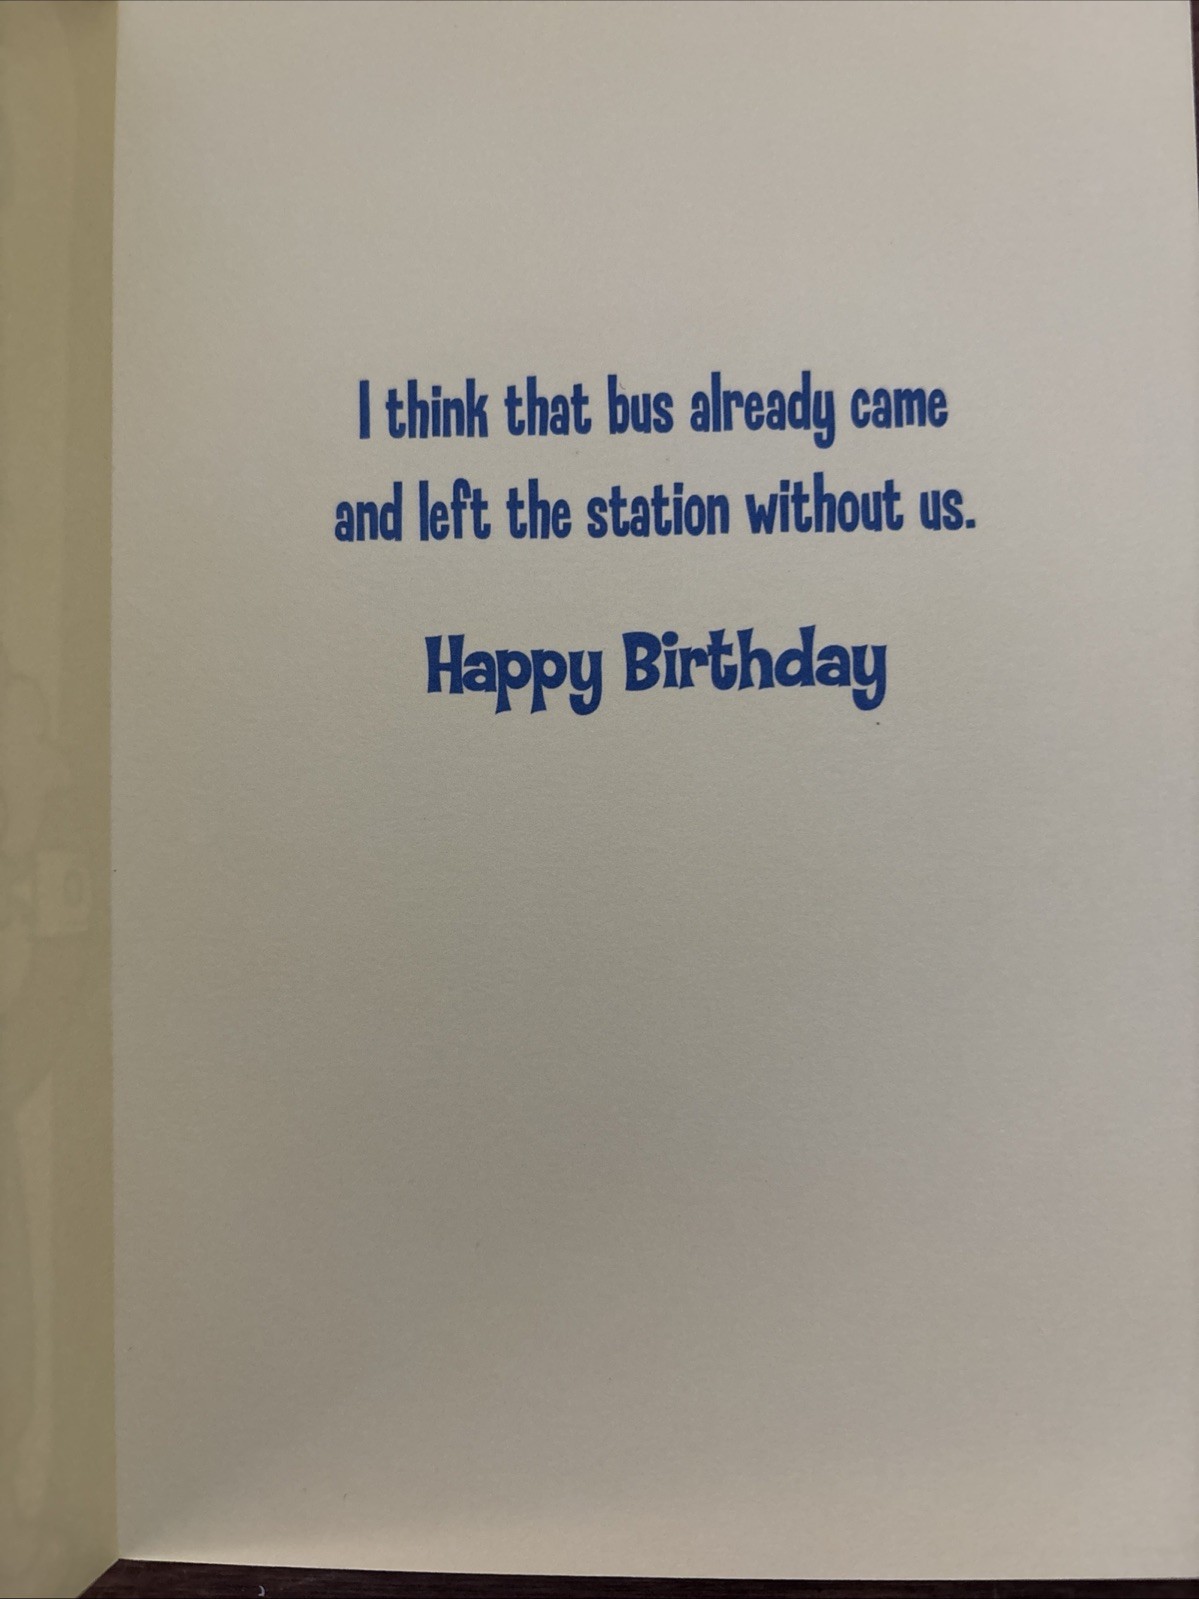 I think that bus already came
and left the station without us.
Happy Birthday